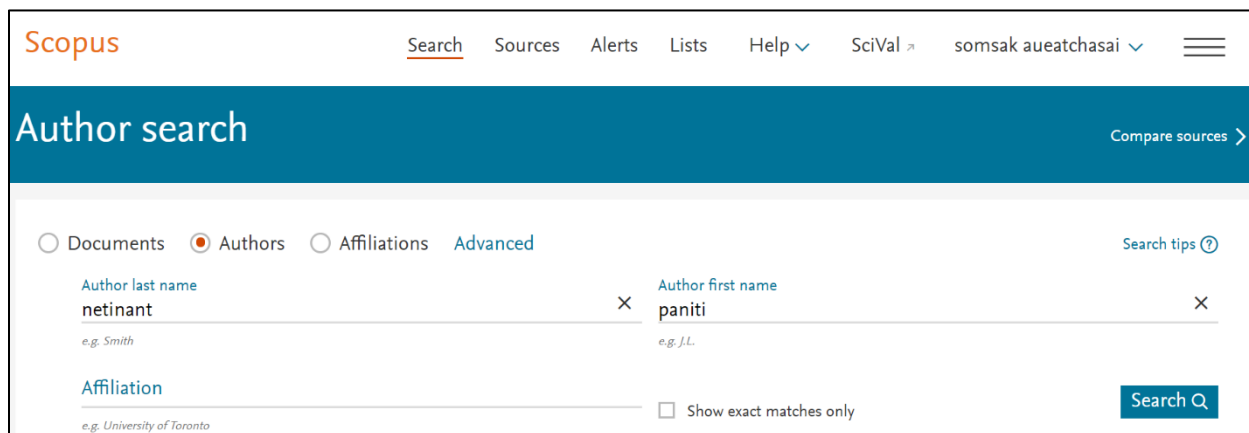 Scopus
Search Sources Alerts Lists Help SciVal somsak aueatchasai
Author search
Compare sources
Documents Authors Affiliations Advanced
Search tips
Author last name
netinant
e.g. Smith
Author first name
paniti
e.g. J.L.
Affiliation
e.g. University of Toronto
Show exact matches only
Search